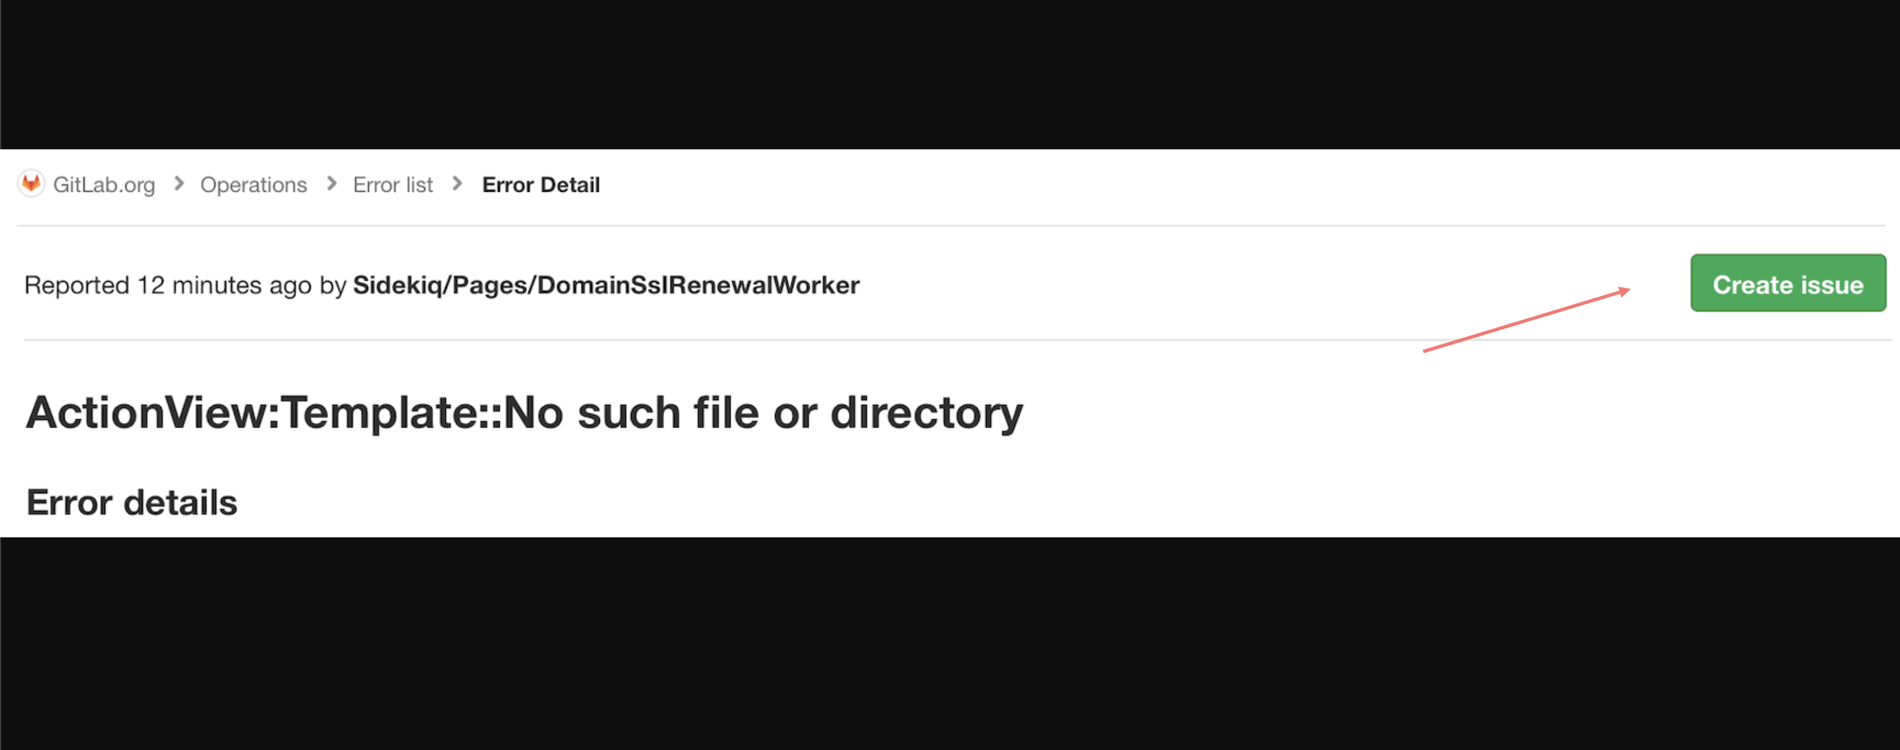 GitLab.org > Operations > Error list > Error Detail
Reported 12 minutes ago by Sidekiq/Pages/DomainSslRenewalWorker
Create issue
ActionView:Template::No such file or directory
Error details